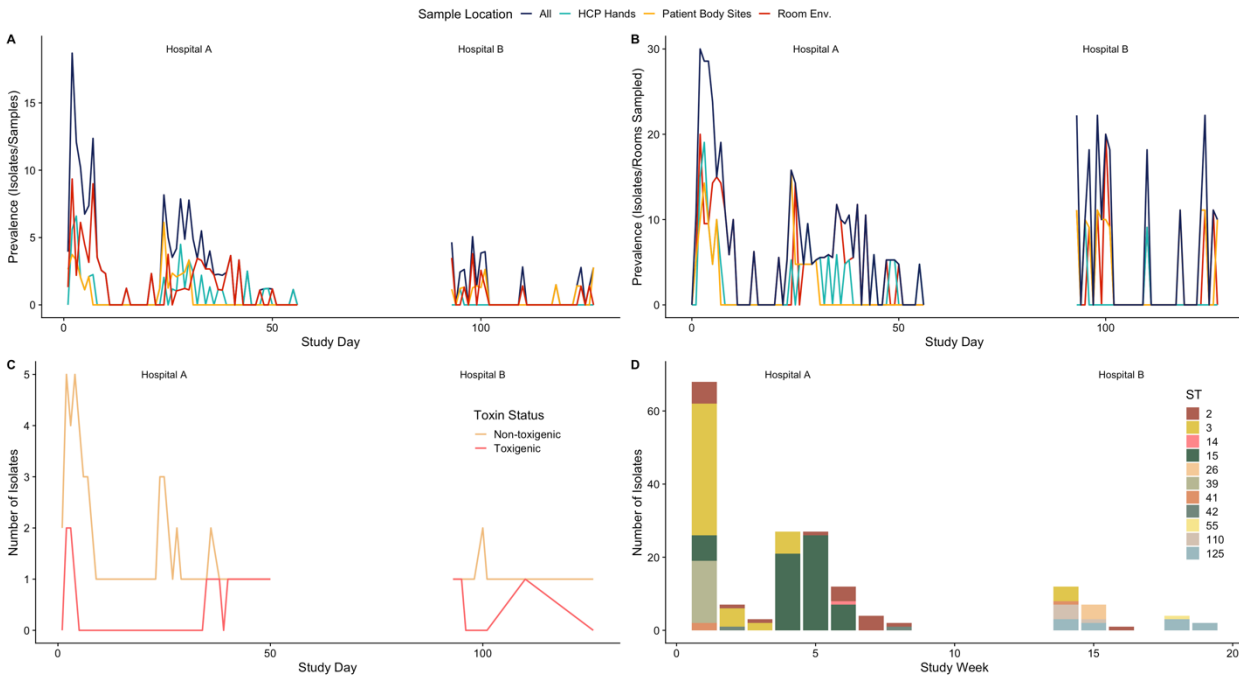 Sample Location All HCP Hands Patient Body Sites Room Env.
A
Hospital A
Hospital B
Prevalence (Isolates/Samples)
15
10
5
0
0
50
100
Study Day
B
Hospital A
Hospital B
Prevalence (Isolates/Rooms Sampled)
30
20
10
0
0
50
100
Study Day
C
Hospital A
Hospital B
Number of Isolates
5
4
3
2
1
0
Toxin Status
Non-toxigenic
Toxigenic
0
50
100
Study Day
D
Hospital A
Hospital B
Number of Isolates
60
40
20
0
ST
2
3
14
15
26
39
41
42
55
110
125
0
5
10
15
20
Study Week